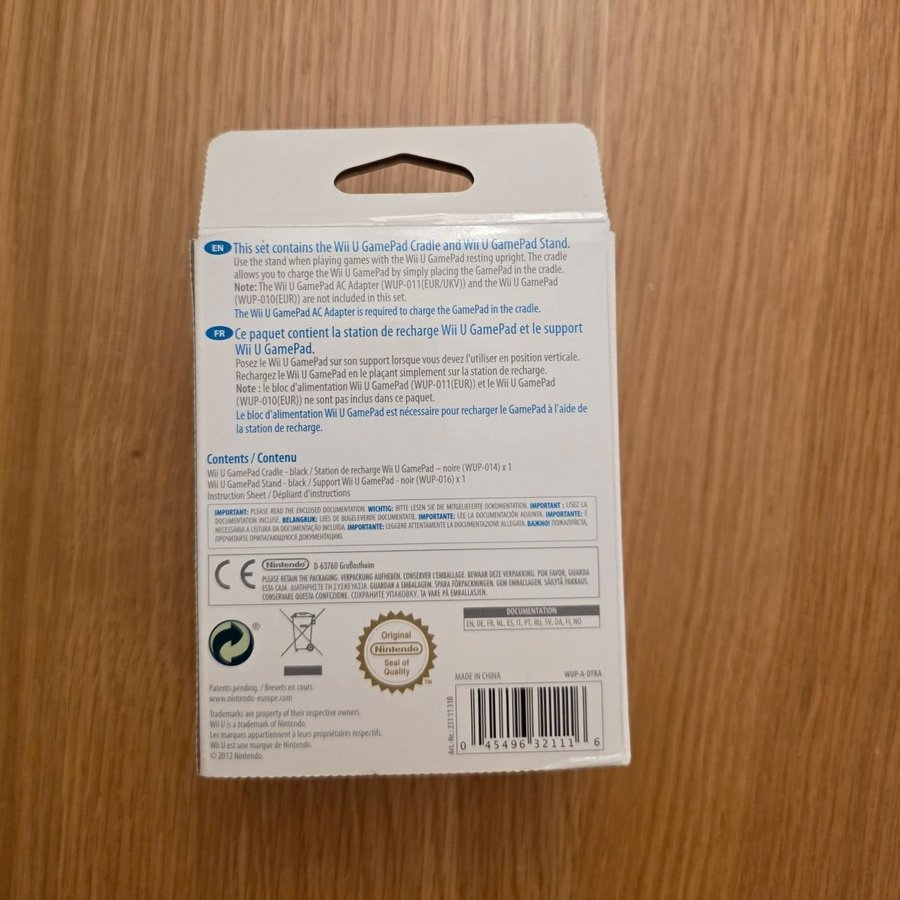 EN This set contains the Wii U GamePad Cradle and Wii U GamePad Stand.
Use the stand when playing games with the Wii U GamePad resting upright. The cradle
allows you to charge the Wii U GamePad by simply placing the GamePad in the cradle.
Note: The Wii U GamePad AC Adapter (WUP-011(EUR/UKV)) and the Wii U GamePad
(WUP-010(EUR)) are not included in this set.
The Wii U GamePad AC Adapter is required to charge the GamePad in the cradle.
FR Ce paquet contient la station de recharge Wii U GamePad et le support
Wii U GamePad.
Posez le Wii U GamePad sur son support lorsque vous devez l'utiliser en position verticale.
Rechargez le Wii U GamePad en le plaçant simplement sur la station de recharge.
Note : le bloc d'alimentation Wii U GamePad (WUP-011(EUR)) et le Wii U GamePad
(WUP-010(EUR)) ne sont pas inclus dans ce paquet.
Le bloc d'alimentation Wii U GamePad est nécessaire pour recharger le GamePad à l'aide de
la station de recharge.
Contents / Contenu
Wii U GamePad Cradle - black / Station de recharge Wii U GamePad – noire (WUP-014) x 1
Wii U GamePad Stand - black / Support Wii U GamePad - noir (WUP-016) x 1
Instruction Sheet / Dépliant d'instructions
IMPORTANT: PLEASE READ THE ENCLOSED DOCUMENTATION. WICHTIG: BITTE LESEN SIE DIE MITGELIEFERTE DOKUMENTATION. IMPORTANT : LISEZ LA
DOCUMENTATION INCLUSE. BELANGRIJK: LEES DE BIJGELEVERDE DOCUMENTATIE. IMPORTANTE: LEE LA DOCUMENTACIÓN ADJUNTA. IMPORTANTE: É
NECESSÁRIA A LEITURA DA DOCUMENTAÇÃO INCLUÍDA. IMPORTANTE: LEGGERE ATTENTAMENTE LA DOCUMENTAZIONE ALLEGATA. ВАЖНО! ПОЖАЛУЙСТА,
ПРОЧИТАЙТЕ ПРИЛАГАЮЩУЮСЯ ДОКУМЕНТАЦИЮ.
CE Nintendo D-63760 Großostheim
PLEASE RETAIN THE PACKAGING. VERPACKUNG AUFHEBEN. CONSERVER L'EMBALLAGE. BEWAAR DEZE VERPAKKING. POR FAVOR, GUARDA
ESTA CAJA. ΔΙΑΤΗΡΗΣΤΕ ΤΗ ΣΥΣΚΕΥΑΣΙΑ. GUARDAR A EMBALAGEM. SPARA FÖRPACKNINGEN. GEM EMBALLAGEN. SÄILYTÄ PAKKAUS.
CONSERVARE QUESTA CONFEZIONE. СОХРАНИТЕ УПАКОВКУ. TA VARE PÅ EMBALLASJEN.
DOCUMENTATION
EN, DE, FR, NL, ES, IT, PT, RU, SV, DA, FI, NO
®
Original
Nintendo
Seal of
Quality
TM
Patents pending. / Brevets en cours.
www.nintendo-europe.com
Trademarks are property of their respective owners.
Wii U is a trademark of Nintendo.
Les marques appartiennent à leurs propriétaires respectifs.
Wii U est une marque de Nintendo.
© 2012 Nintendo.
MADE IN CHINA WUP-A-DTKA
Art.-Nr.: 231 11 318
0 45496 32111 6